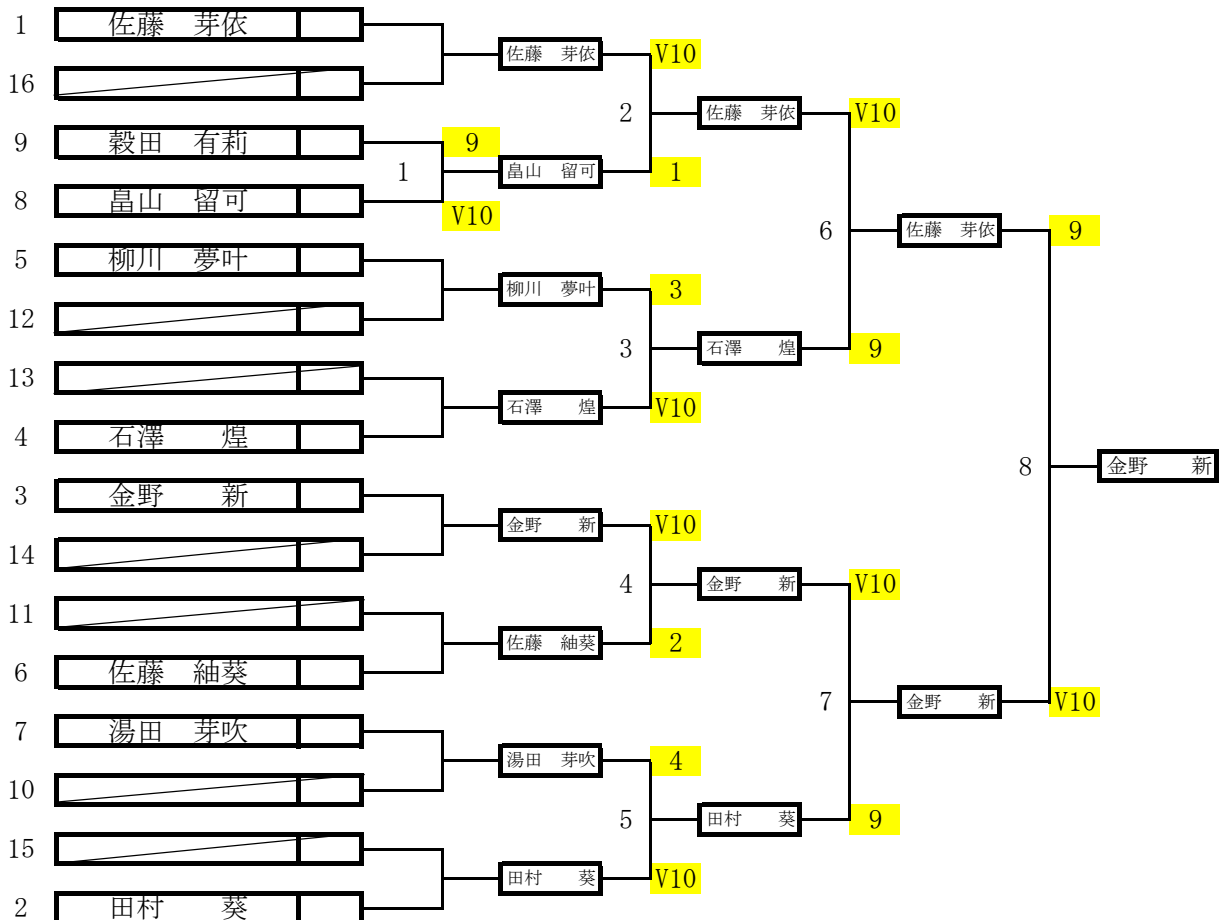 1 佐藤 芽依
佐藤 芽依 V10
16
2 佐藤 芽依 V10
9 穀田 有莉 9
1 畠山 留可 1
8 畠山 留可 V10
6 佐藤 芽依 9
5 柳川 夢叶
柳川 夢叶 3
12
3 石澤 煌 9
13
石澤 煌 V10
4 石澤 煌
8 金野 新
3 金野 新
金野 新 V10
14
4 金野 新 V10
11
佐藤 紬葵 2
6 佐藤 紬葵
7 金野 新 V10
7 湯田 芽吹
湯田 芽吹 4
10
5 田村 葵 9
15
田村 葵 V10
2 田村 葵